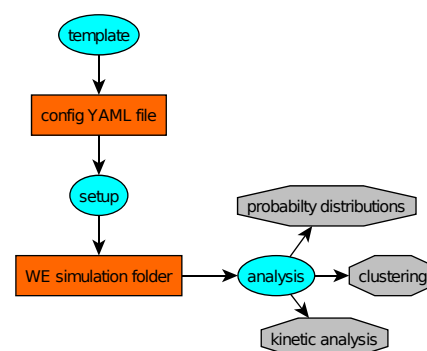 template
config YAML file
setup
probabilty distributions
WE simulation folder
analysis
clustering
kinetic analysis